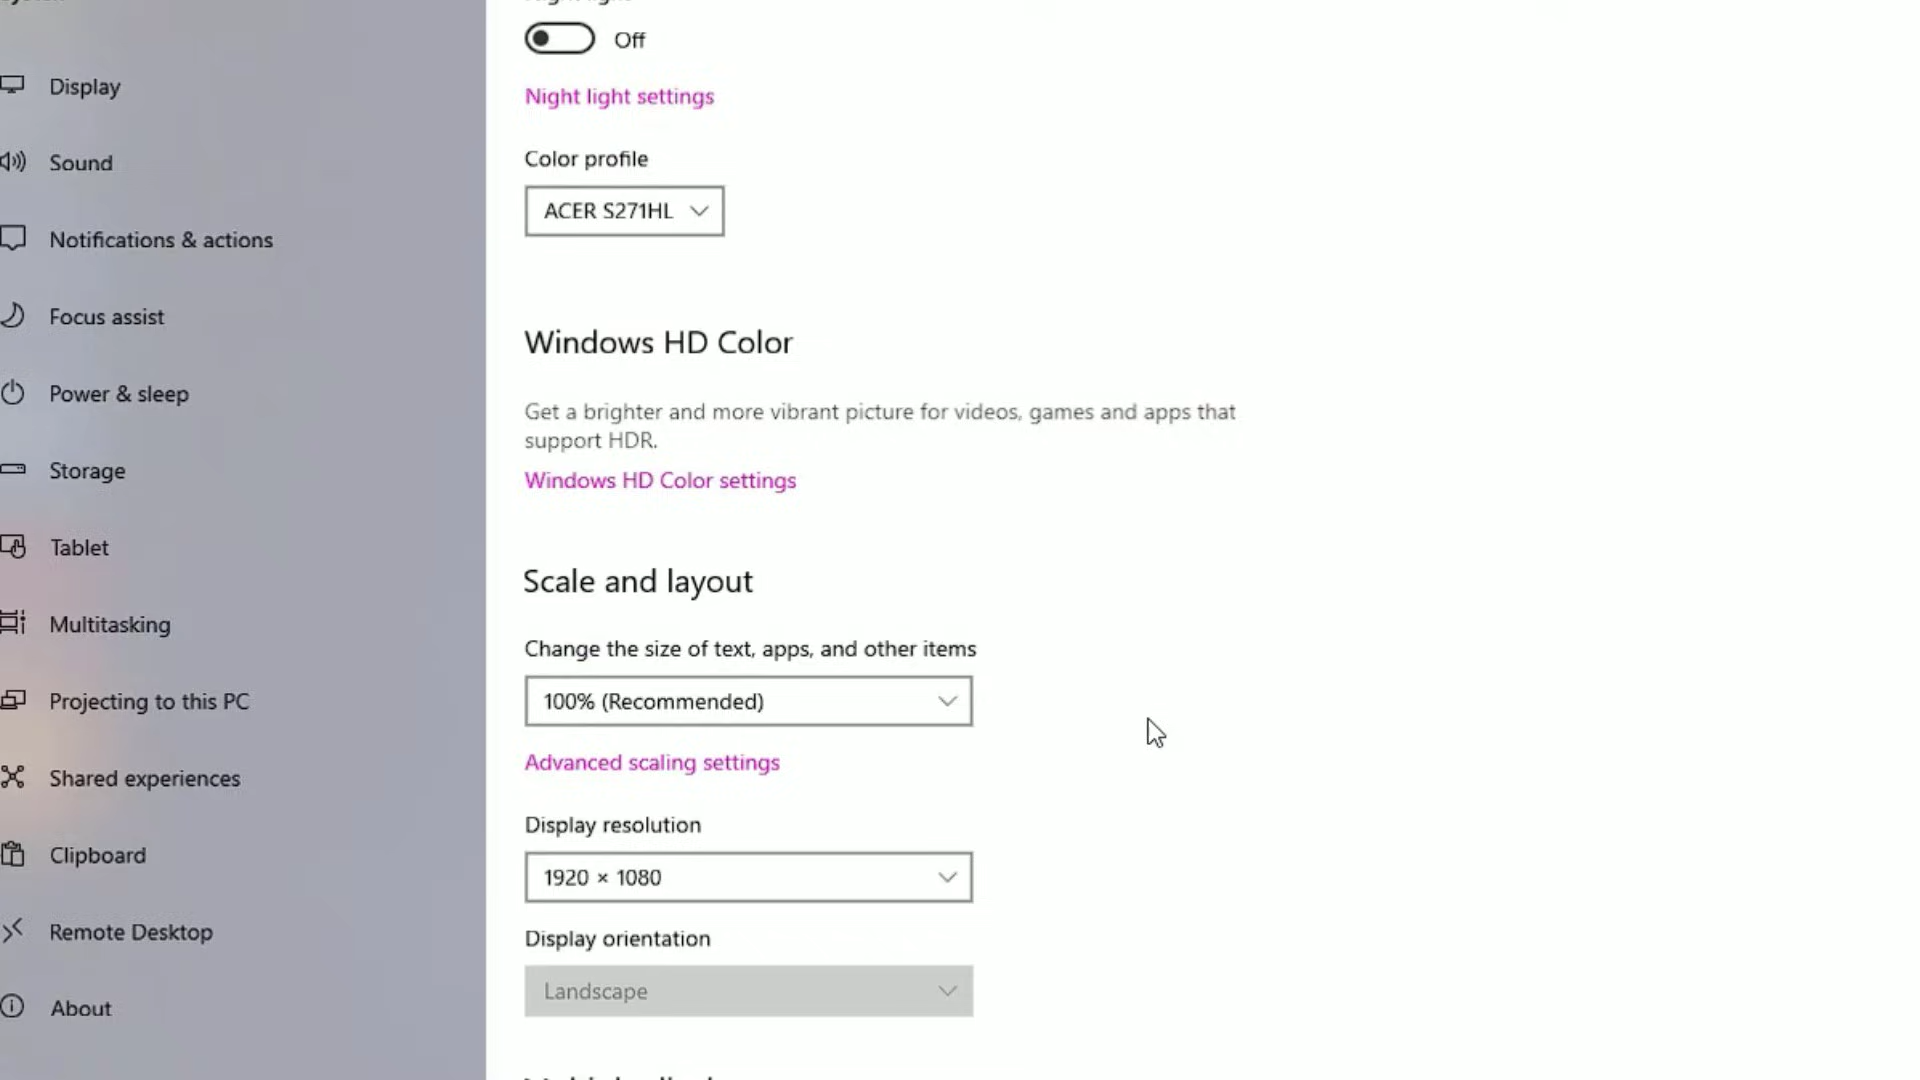 Display
Sound
Notifications & actions
Focus assist
Power & sleep
Storage
Tablet
Multitasking
Projecting to this PC
Shared experiences
Clipboard
Remote Desktop
About
Off
Night light settings
Color profile
ACER S271HL
Windows HD Color
Get a brighter and more vibrant picture for videos, games and apps that
support HDR.
Windows HD Color settings
Scale and layout
Change the size of text, apps, and other items
100% (Recommended)
Advanced scaling settings
Display resolution
1920 × 1080
Display orientation
Landscape